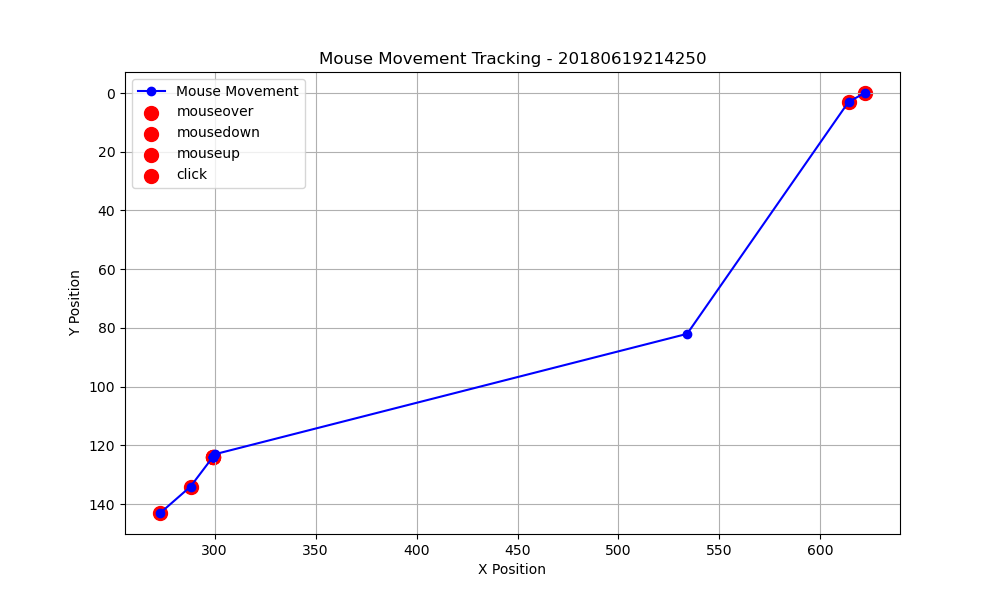 Mouse Movement Tracking - 20180619214250
Mouse Movement
mouseover
mousedown
mouseup
click
0
20
40
60
80
100
120
140
Y Position
300 350 400 450 500 550 600
X Position